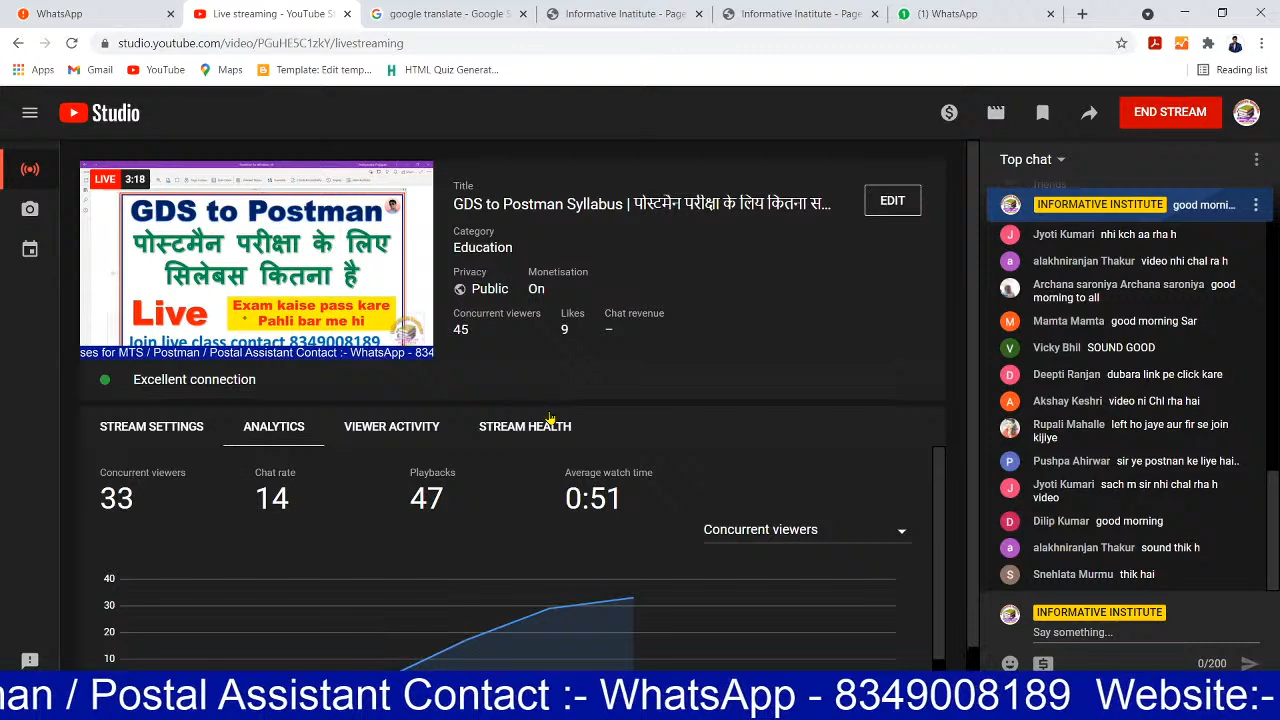 WhatsApp
Live streaming - YouTube St
google translate - Google S
Informative Inatitute - Page
Informative Inatitute - Page
(1) WhatsApp
studio.youtube.com/video/PGuHE5C1zkY/livestreaming
Apps
Gmail
YouTube
Maps
Template: Edit temp...
HTML Quiz Generat...
Reading list
Studio
END STREAM
LIVE 3:18
GDS to Postman
पोस्टमैन परीक्षा के लिए
सिलेबस कितना है
Live
Exam kaise pass kare
Pahli bar me hi
Join live class contact 8349008189
ses for MTS / Postman / Postal Assistant Contact :- WhatsApp - 834
Title
GDS to Postman Syllabus | पोस्टमैन परीक्षा के लिय कितना स...
EDIT
Category
Education
Privacy
Public
Monetisation
On
Concurrent viewers
45
Likes
9
Chat revenue
–
Excellent connection
STREAM SETTINGS
ANALYTICS
VIEWER ACTIVITY
STREAM HEALTH
Concurrent viewers
33
Chat rate
14
Playbacks
47
Average watch time
0:51
Concurrent viewers
40
30
20
10
Top chat
INFORMATIVE INSTITUTE good morni...
Jyoti Kumari nhi kch aa rha h
alakhniranjan Thakur video nhi chal ra h
Archana saroniya Archana saroniya good
morning to all
Mamta Mamta good morning Sar
Vicky Bhil SOUND GOOD
Deepti Ranjan dubara link pe click kare
Akshay Keshri video ni Chl rha hai
Rupali Mahalle left ho jaye aur fir se join
kijiye
Pushpa Ahirwar sir ye postnan ke liye hai..
Jyoti Kumari sach m sir nhi chal rha h
video
Dilip Kumar good morning
alakhniranjan Thakur sound thik h
Snehlata Murmu thik hai
INFORMATIVE INSTITUTE
Say something...
0/200
man / Postal Assistant Contact :- WhatsApp - 8349008189 Website:-